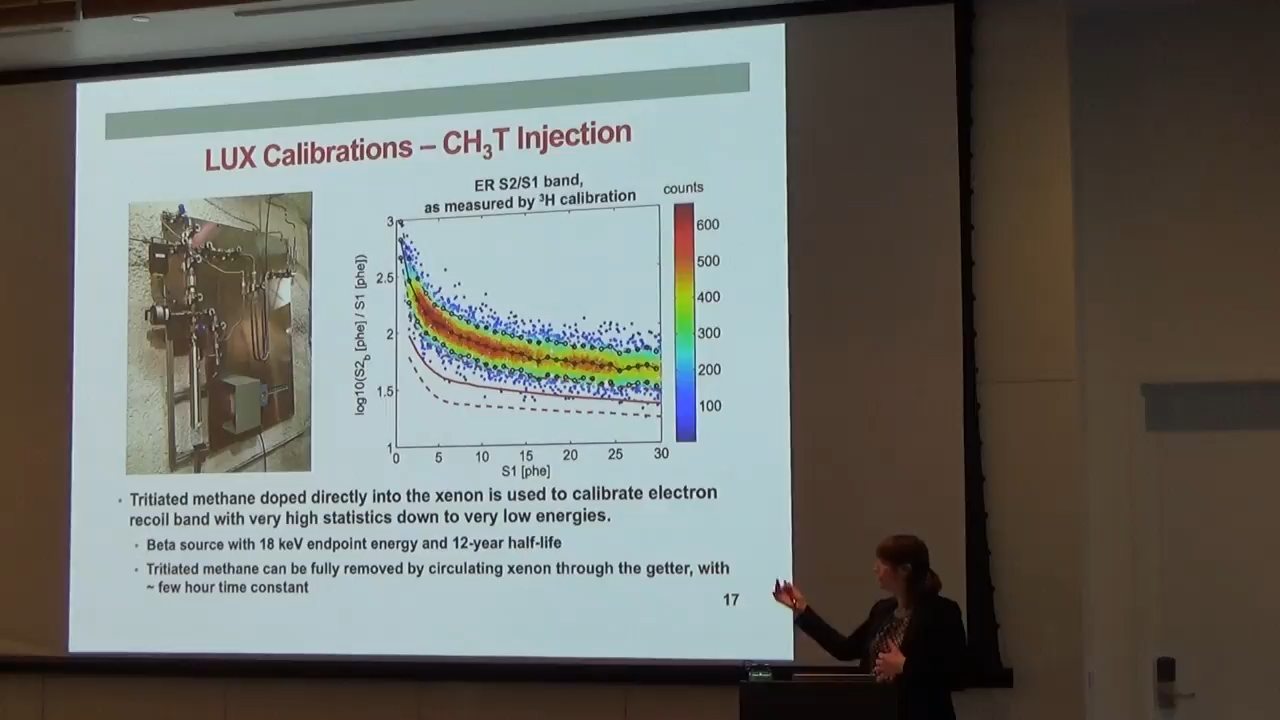 LUX Calibrations – CH₃T Injection
ER S2/S1 band,
as measured by ³H calibration
counts
3
2.5
2
1.5
1
log10(S2b [phe] / S1 [phe])
0
5
10
15
20
25
30
S1 [phe]
600
500
400
300
200
100
• Tritiated methane doped directly into the xenon is used to calibrate electron
recoil band with very high statistics down to very low energies.
• Beta source with 18 keV endpoint energy and 12-year half-life
• Tritiated methane can be fully removed by circulating xenon through the getter, with
~ few hour time constant
17